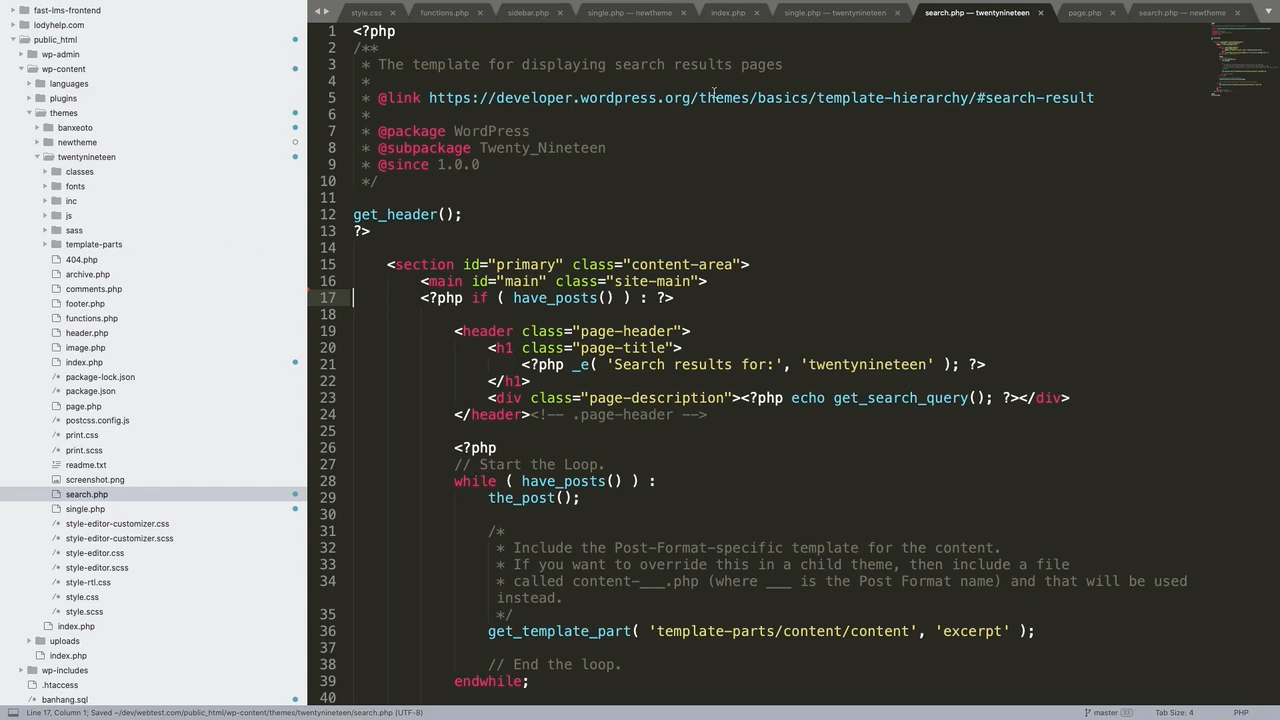 fast-lms-frontend
lodyhelp.com
public_html
wp-admin
wp-content
languages
plugins
themes
banxeoto
newtheme
twentynineteen
classes
fonts
inc
js
sass
template-parts
404.php
archive.php
comments.php
footer.php
functions.php
header.php
image.php
index.php
package-lock.json
package.json
page.php
postcss.config.js
print.css
print.scss
readme.txt
screenshot.png
search.php
single.php
style-editor-customizer.css
style-editor-customizer.scss
style-editor.css
style-editor.scss
style-rtl.css
style.css
style.scss
index.php
uploads
index.php
wp-includes
.htaccess
banhang.sql
style.css functions.php sidebar.php single.php — newtheme index.php single.php — twentynineteen search.php — twentynineteen page.php search.php — newtheme
1 <?php
2 /**
3 * The template for displaying search results pages
4 *
5 * @link https://developer.wordpress.org/themes/basics/template-hierarchy/#search-result
6 *
7 * @package WordPress
8 * @subpackage Twenty_Nineteen
9 * @since 1.0.0
10 */
11
12 get_header();
13 ?>
14
15 <section id="primary" class="content-area">
16 <main id="main" class="site-main">
17 <?php if ( have_posts() ) : ?>
18
19 <header class="page-header">
20 <h1 class="page-title">
21 <?php _e( 'Search results for:', 'twentynineteen' ); ?>
22 </h1>
23 <div class="page-description"><?php echo get_search_query(); ?></div>
24 </header><!-- .page-header -->
25
26 <?php
27 // Start the Loop.
28 while ( have_posts() ) :
29 the_post();
30
31 /*
32 * Include the Post-Format-specific template for the content.
33 * If you want to override this in a child theme, then include a file
34 * called content-___.php (where ___ is the Post Format name) and that will be used
instead.
35 */
36 get_template_part( 'template-parts/content/content', 'excerpt' );
37
38 // End the loop.
39 endwhile;
40
Line 17, Column 1; Saved ~/dev/webtest.com/public_html/wp-content/themes/twentynineteen/search.php (UTF-8) master 33 Tab Size: 4 PHP